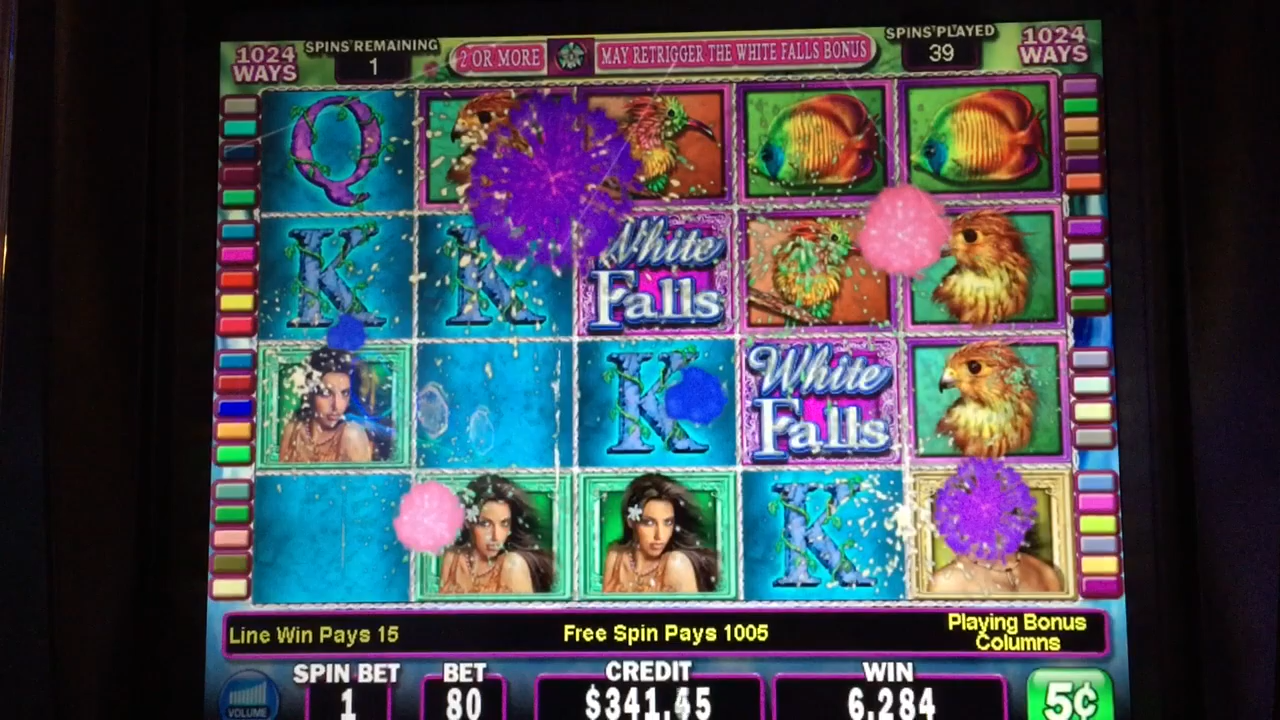 1024 WAYS
SPINS REMAINING
1
2 OR MORE MAY RETRIGGER THE WHITE FALLS BONUS
SPINS PLAYED
39
1024 WAYS
Q
K K White Falls
K White Falls
K
Line Win Pays 15 Free Spin Pays 1005 Playing Bonus Columns
SPIN BET BET CREDIT WIN
VOLUME 1 80 $341.45 6,284 5¢